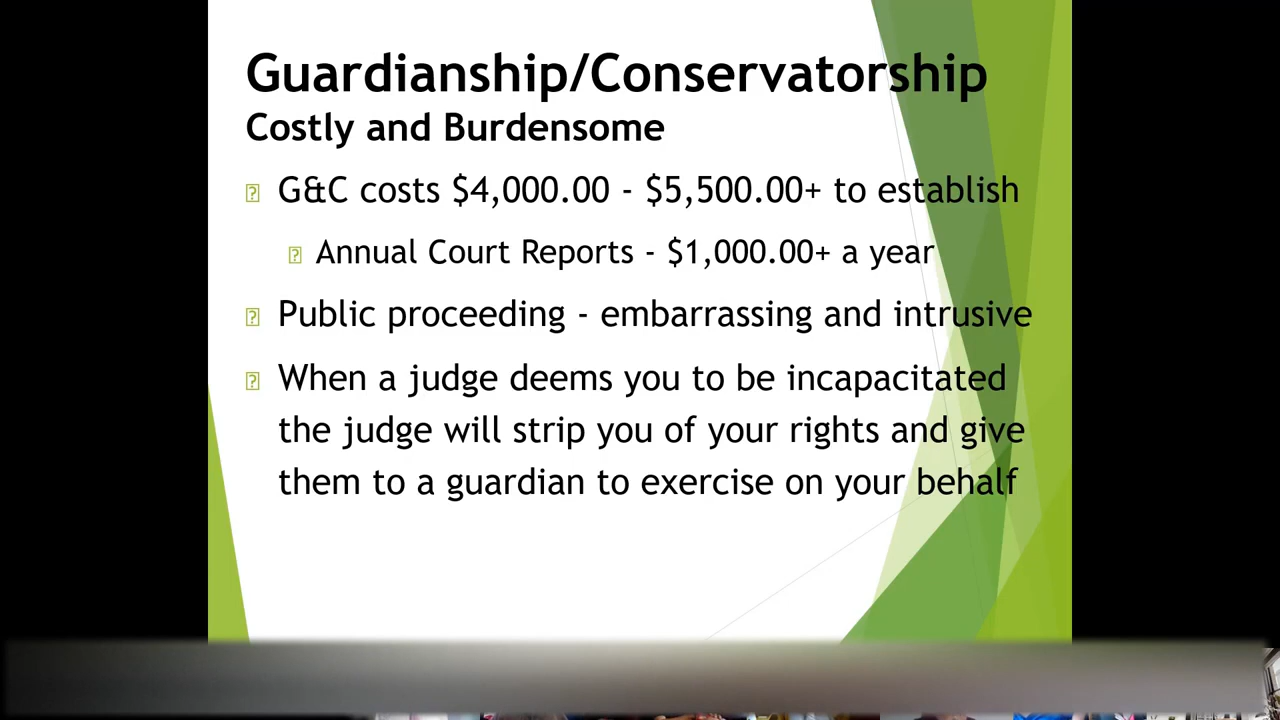 Guardianship/Conservatorship
Costly and Burdensome
G&C costs $4,000.00 - $5,500.00+ to establish
Annual Court Reports - $1,000.00+ a year
Public proceeding - embarrassing and intrusive
When a judge deems you to be incapacitated
the judge will strip you of your rights and give
them to a guardian to exercise on your behalf